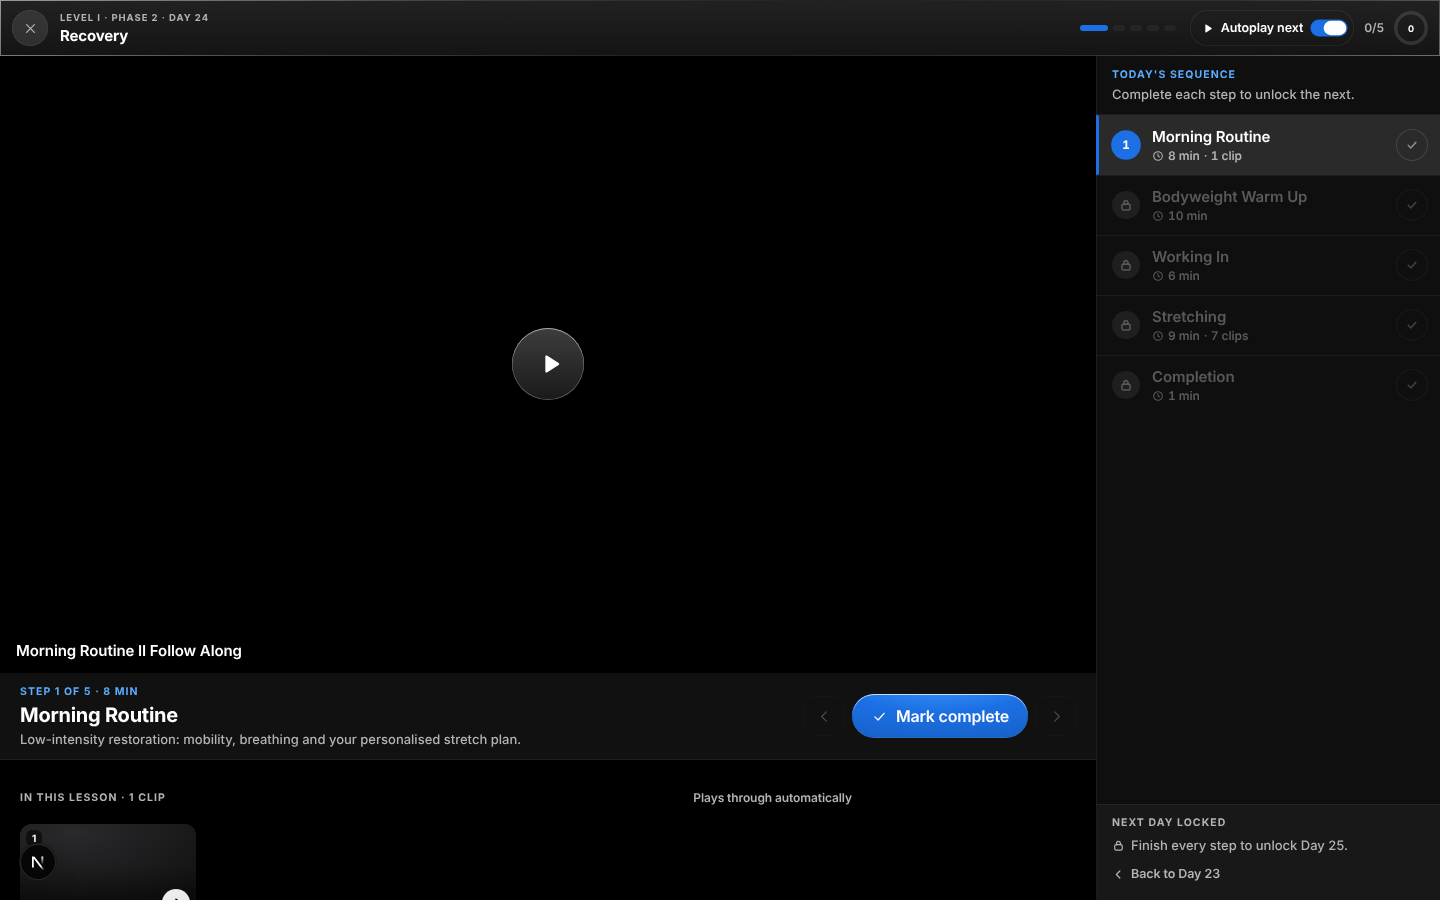 LEVEL I · PHASE 2 · DAY 24
Recovery
Autoplay next
0/5
0
TODAY'S SEQUENCE
Complete each step to unlock the next.
1
Morning Routine
8 min · 1 clip
Bodyweight Warm Up
10 min
Working In
6 min
Stretching
9 min · 7 clips
Completion
1 min
Morning Routine II Follow Along
STEP 1 OF 5 · 8 MIN
Morning Routine
Low-intensity restoration: mobility, breathing and your personalised stretch plan.
Mark complete
IN THIS LESSON · 1 CLIP
Plays through automatically
1
N
NEXT DAY LOCKED
Finish every step to unlock Day 25.
Back to Day 23